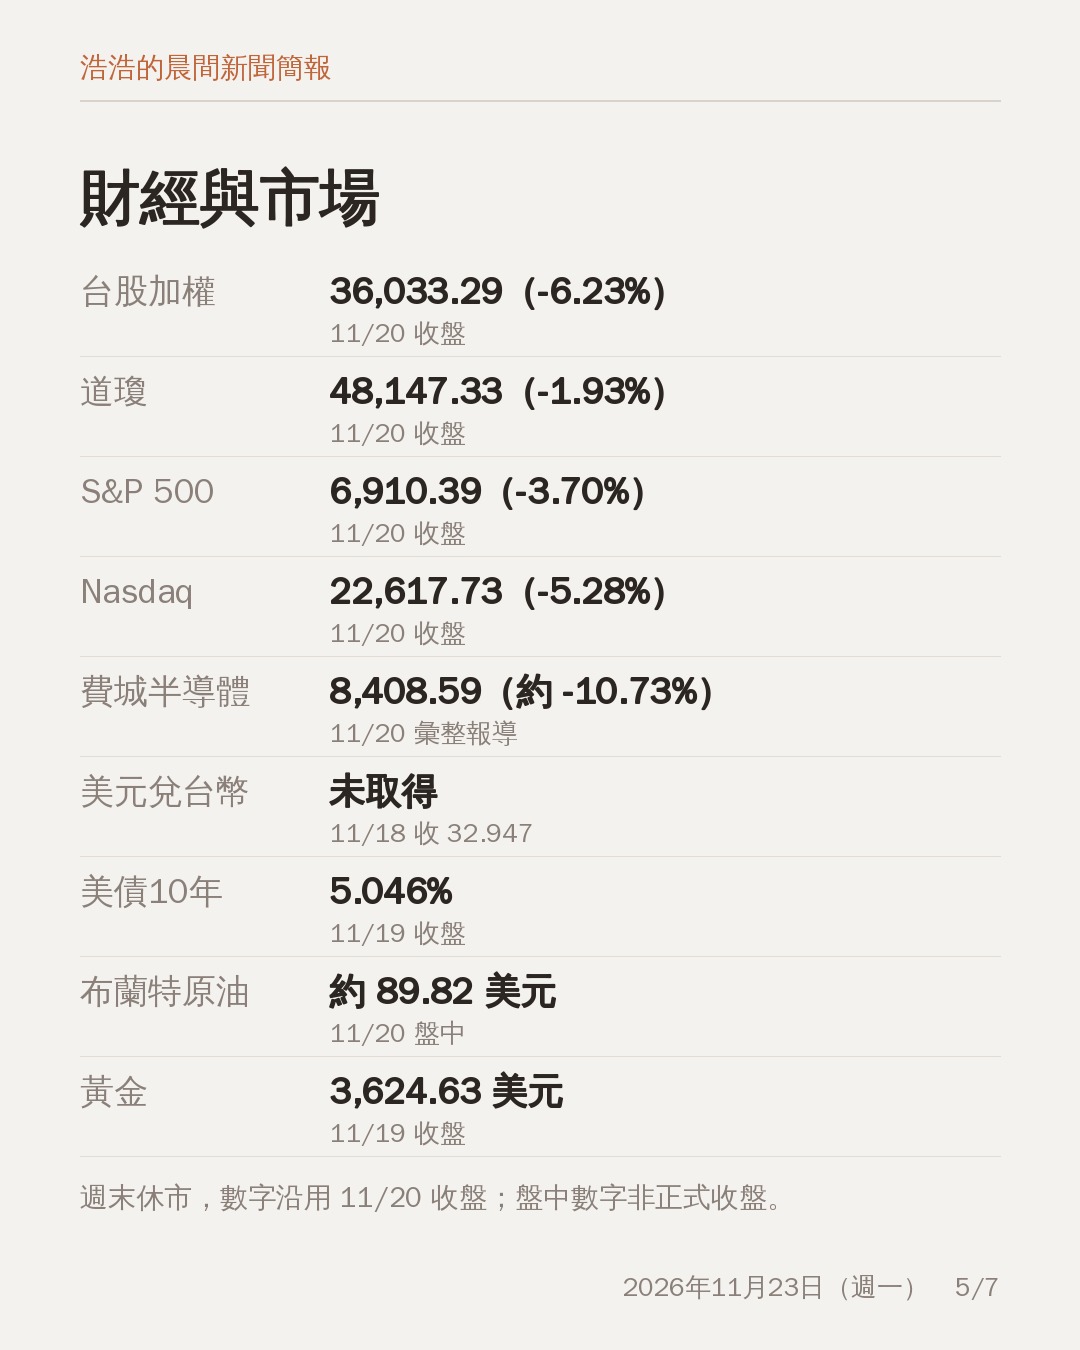 浩浩的晨間新聞簡報
財經與市場
台股加權 36,033.29（-6.23%）
11/20 收盤
道瓊 48,147.33（-1.93%）
11/20 收盤
S&P 500 6,910.39（-3.70%）
11/20 收盤
Nasdaq 22,617.73（-5.28%）
11/20 收盤
費城半導體 8,408.59（約 -10.73%）
11/20 彙整報導
美元兌台幣 未取得
11/18 收 32.947
美債10年 5.046%
11/19 收盤
布蘭特原油 約 89.82 美元
11/20 盤中
黃金 3,624.63 美元
11/19 收盤
週末休市，數字沿用 11/20 收盤；盤中數字非正式收盤。
2026年11月23日（週一） 5/7